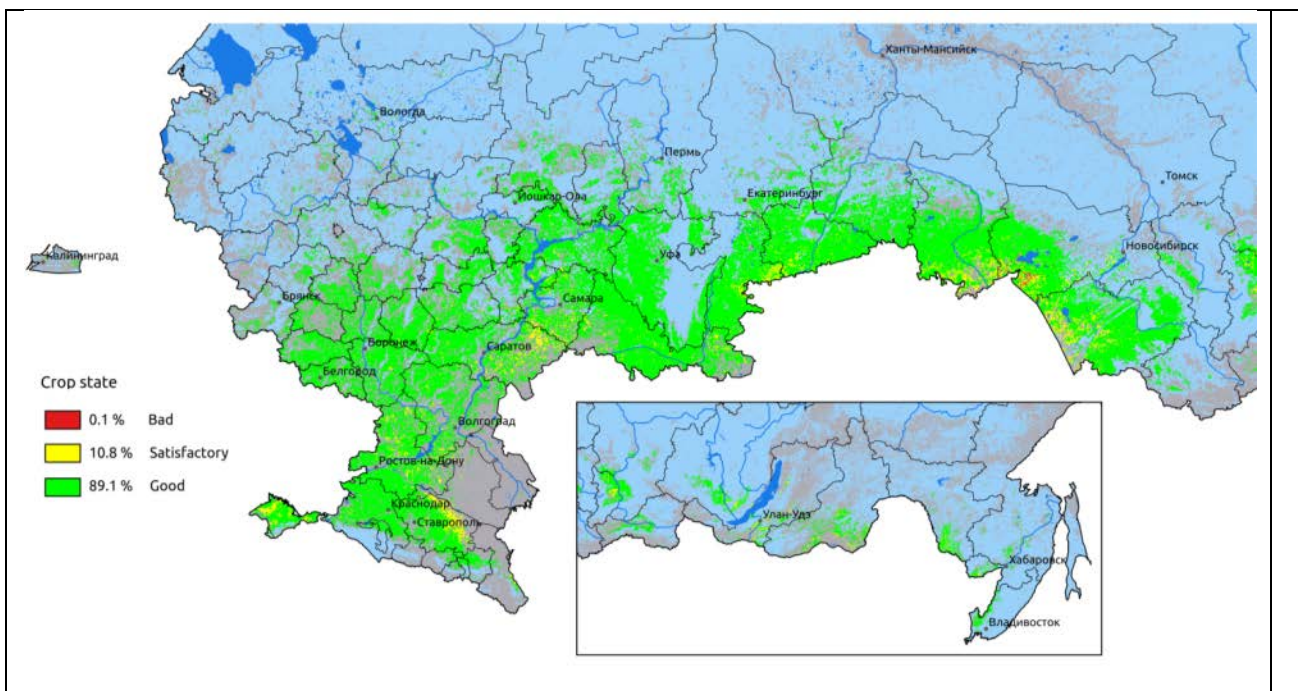 Ханты-Мансийск
Вологда
Пермь
Томск
Йошкар-Ола
Екатеринбург
Новосибирск
Калининград
Уфа
Брянск
Самара
Воронеж
Саратов
Белгород
Crop state
0.1 % Bad
10.8 % Satisfactory
89.1 % Good
Волгоград
Ростов-на-Дону
Краснодар
Ставрополь
Улан-Удэ
Хабаровск
Владивосток